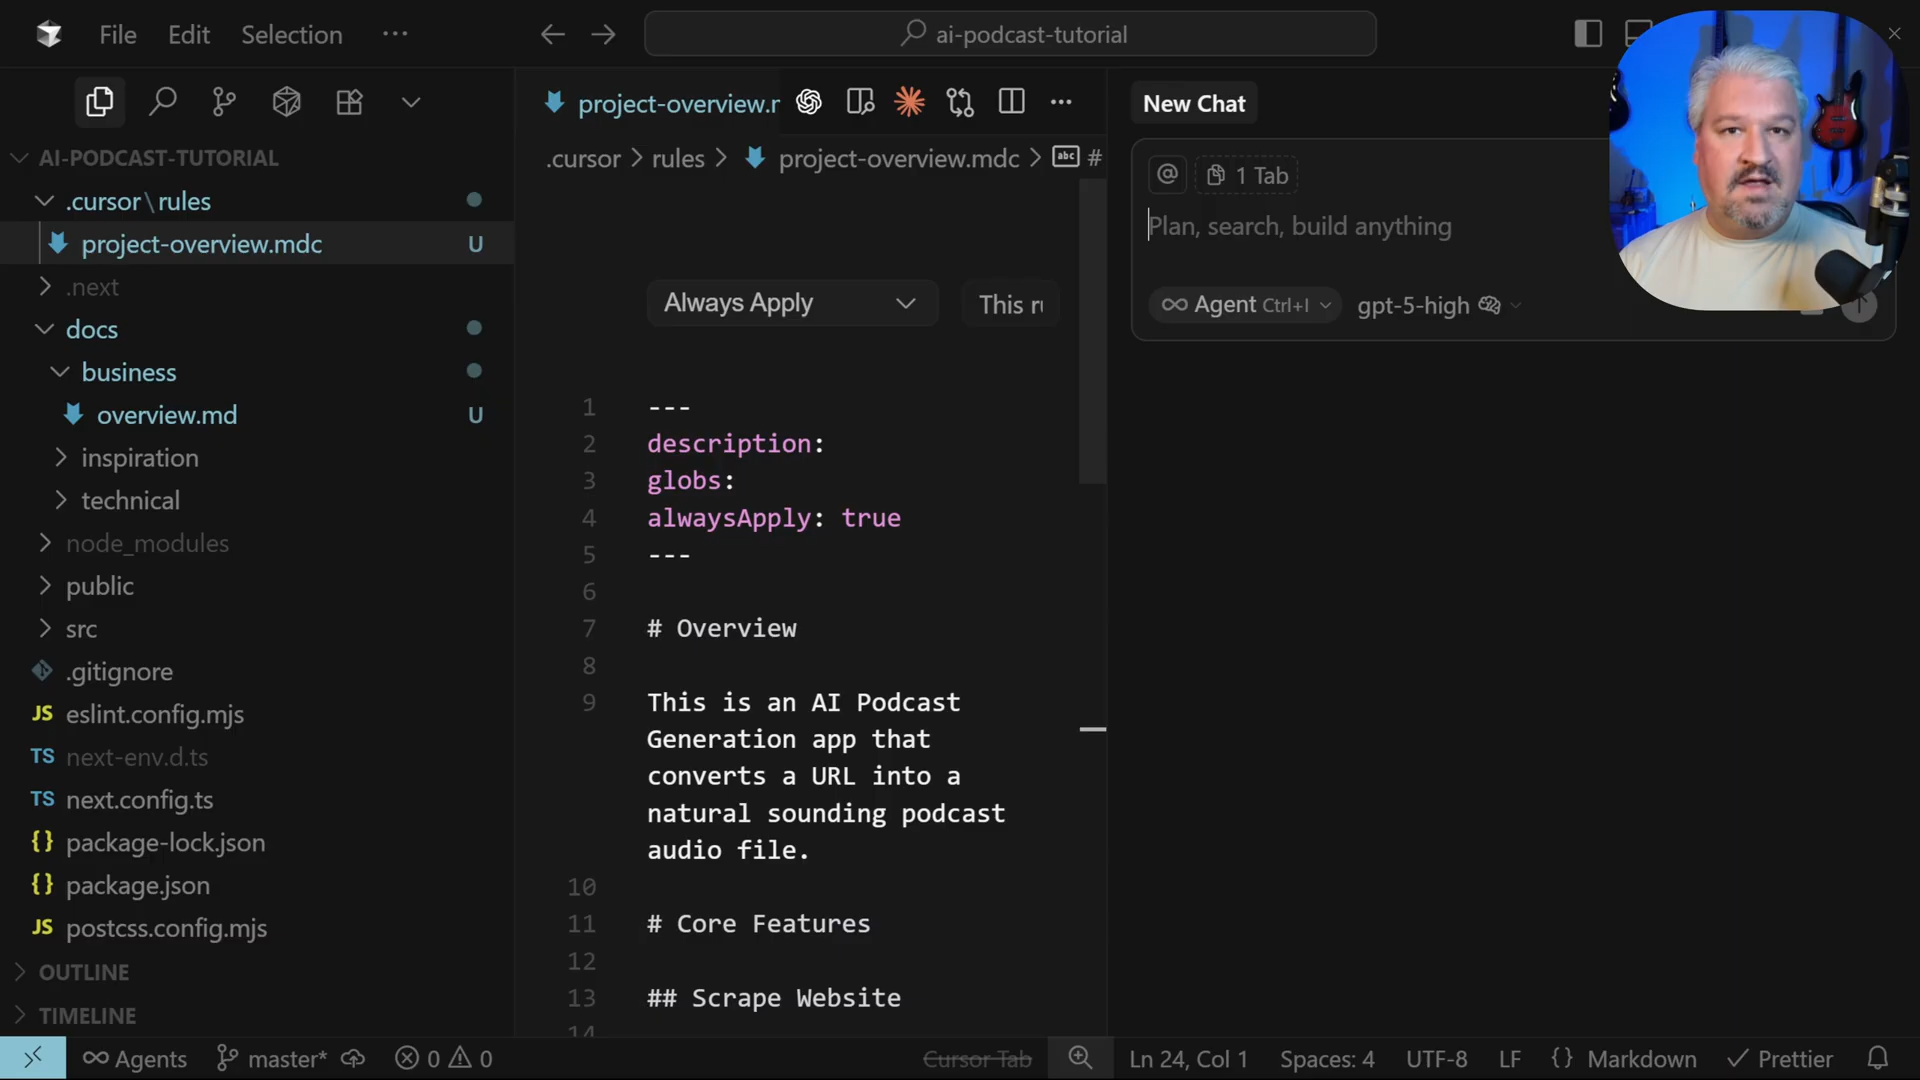 File Edit Selection ···
ai-podcast-tutorial
AI-PODCAST-TUTORIAL
.cursor\rules
project-overview.mdc U
.next
docs
business
overview.md U
inspiration
technical
node_modules
public
src
.gitignore
JS eslint.config.mjs
TS next-env.d.ts
TS next.config.ts
{} package-lock.json
{} package.json
JS postcss.config.mjs
OUTLINE
TIMELINE
project-overview.r
.cursor > rules > project-overview.mdc > abc #
Always Apply
This r
1 ---
2 description:
3 globs:
4 alwaysApply: true
5 ---
6
7 # Overview
8
9 This is an AI Podcast
Generation app that
converts a URL into a
natural sounding podcast
audio file.
10
11 # Core Features
12
13 ## Scrape Website
14
New Chat
@ 1 Tab
Plan, search, build anything
Agent Ctrl+I gpt-5-high
Agents master* 0 0 Cursor Tab Ln 24, Col 1 Spaces: 4 UTF-8 LF {} Markdown Prettier